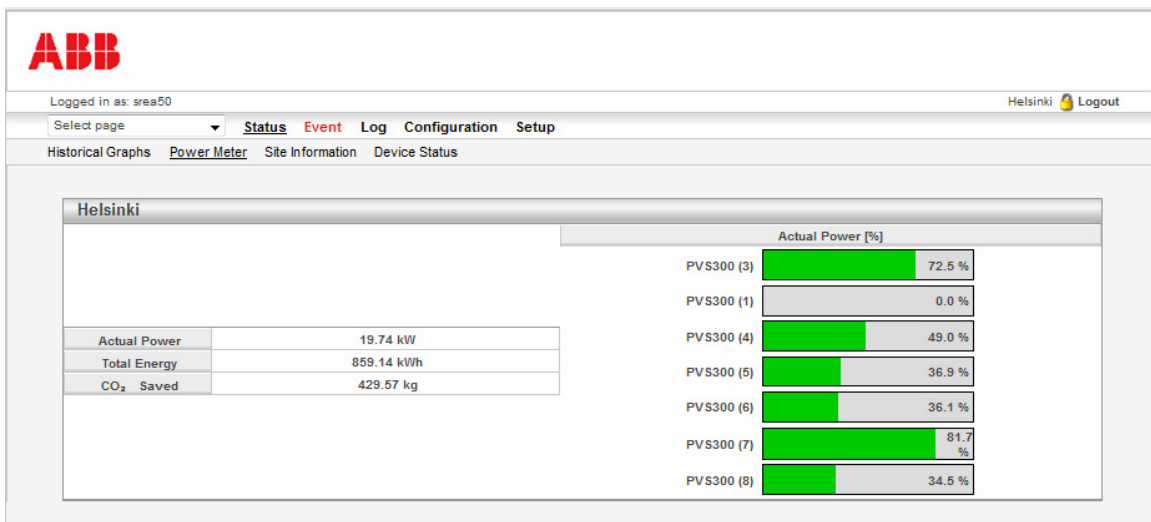 ABB
Logged in as: srea50 Helsinki Logout
Select page Status Event Log Configuration Setup
Historical Graphs Power Meter Site Information Device Status
Helsinki
Actual Power [%]
PVS300 (3) 72.5 %
PVS300 (1) 0.0 %
Actual Power 19.74 kW
Total Energy 859.14 kWh
CO₂ Saved 429.57 kg
PVS300 (4) 49.0 %
PVS300 (5) 36.9 %
PVS300 (6) 36.1 %
PVS300 (7) 81.7
%
PVS300 (8) 34.5 %